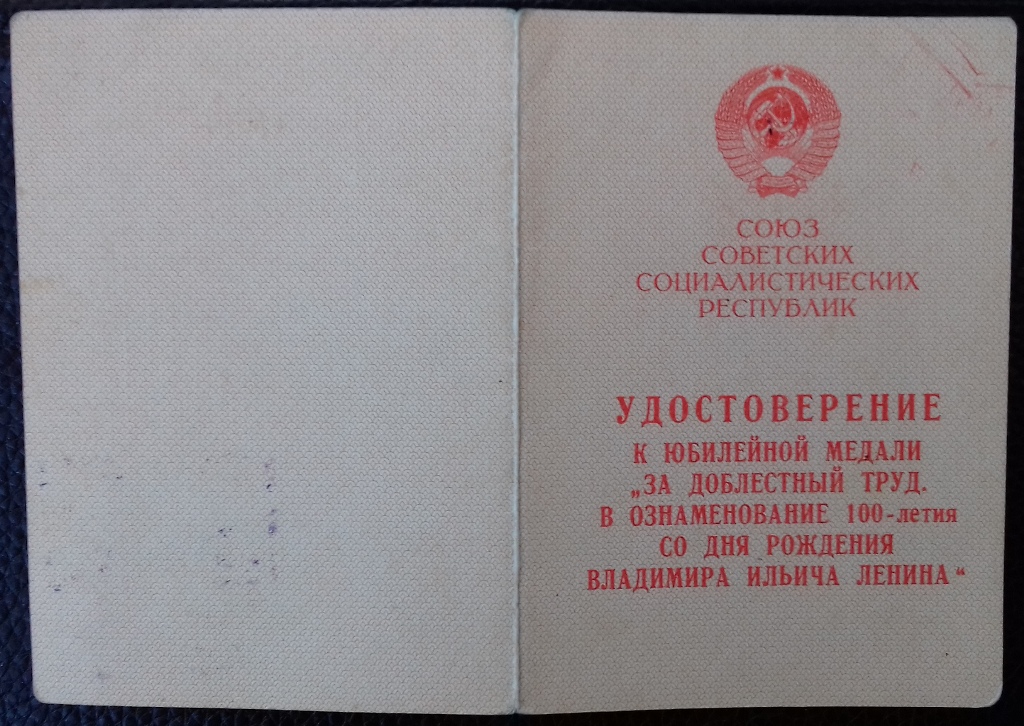 СОЮЗ
СОВЕТСКИХ
СОЦИАЛИСТИЧЕСКИХ
РЕСПУБЛИК
УДОСТОВЕРЕНИЕ
К ЮБИЛЕЙНОЙ МЕДАЛИ
„ЗА ДОБЛЕСТНЫЙ ТРУД.
В ОЗНАМЕНОВАНИЕ 100-летия
СО ДНЯ РОЖДЕНИЯ
ВЛАДИМИРА ИЛЬИЧА ЛЕНИНА“